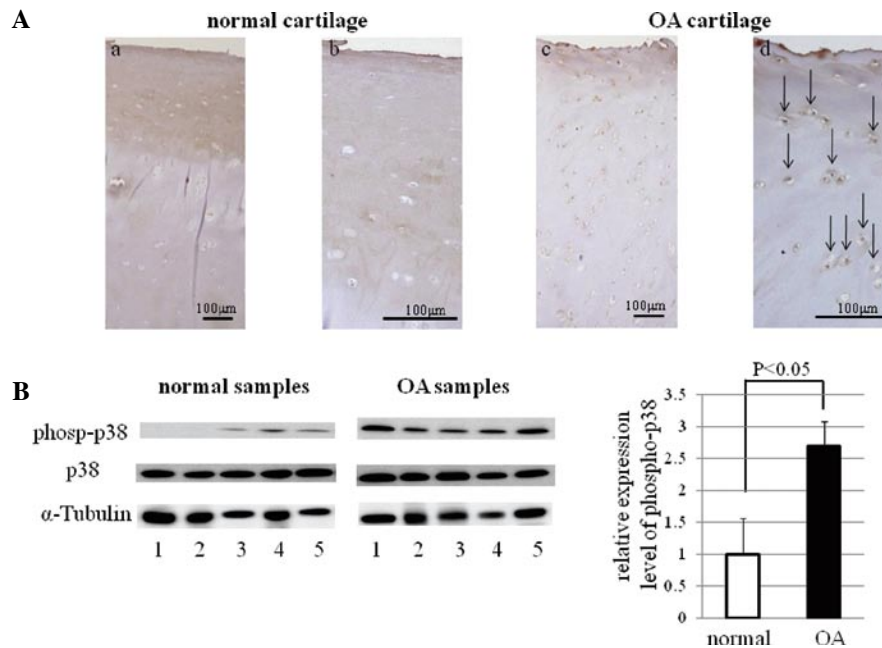 A
normal cartilage
OA cartilage
a
b
c
d
100μm
100μm
100μm
100μm
B
normal samples
OA samples
phosp-p38
p38
α-Tubulin
1 2 3 4 5
1 2 3 4 5
P<0.05
relative expression
level of phospho-p38
3.5
3
2.5
2
1.5
1
0.5
0
normal
OA